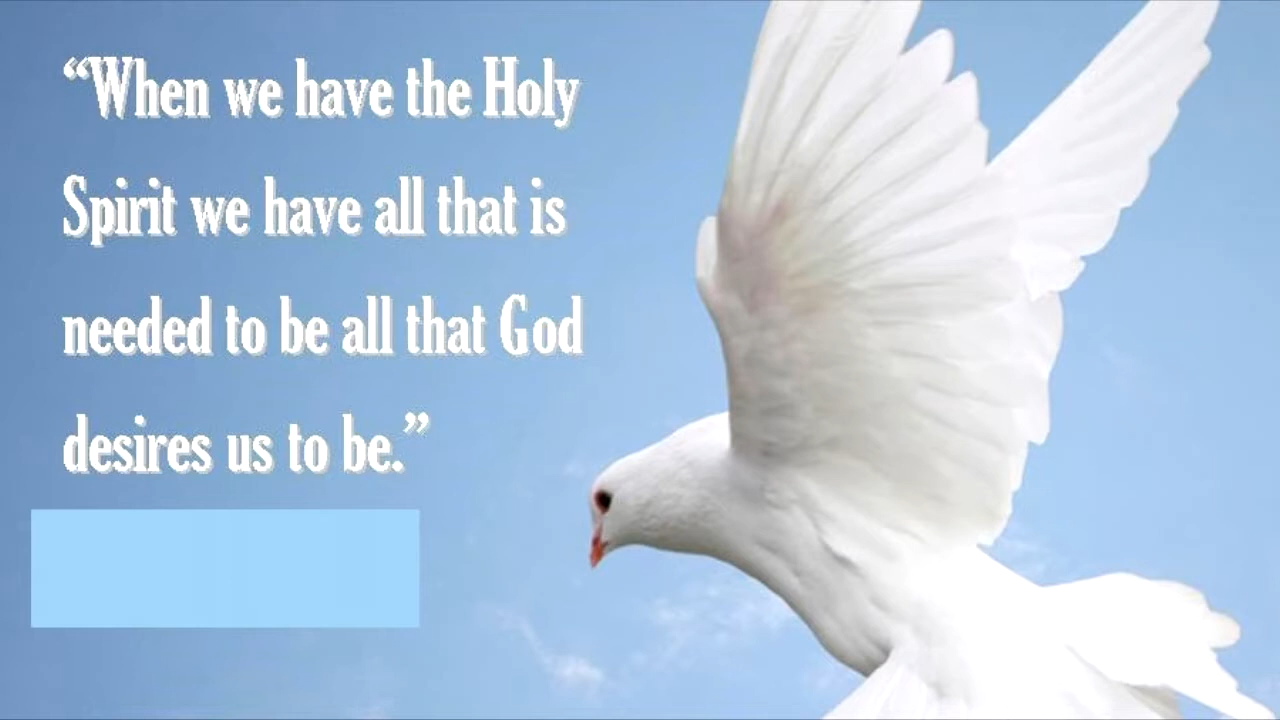 “When we have the Holy
Spirit we have all that is
needed to be all that God
desires us to be.”